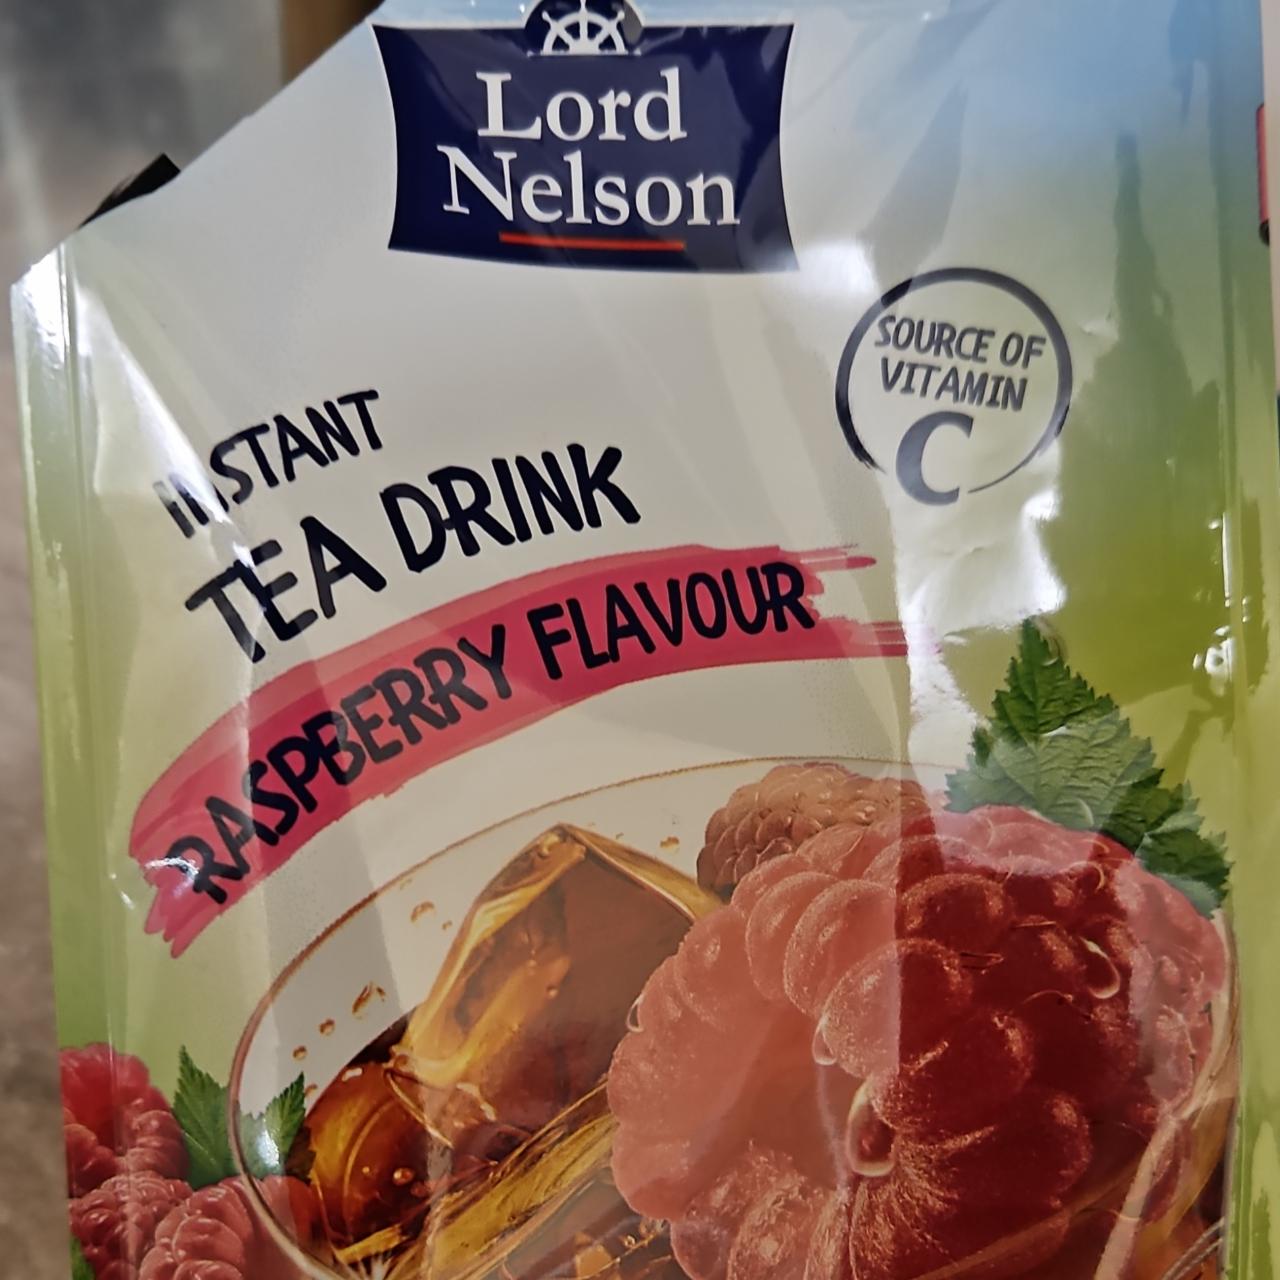 Lord
Nelson
SOURCE OF
VITAMIN
C
INSTANT
TEA DRINK
RASPBERRY FLAVOUR